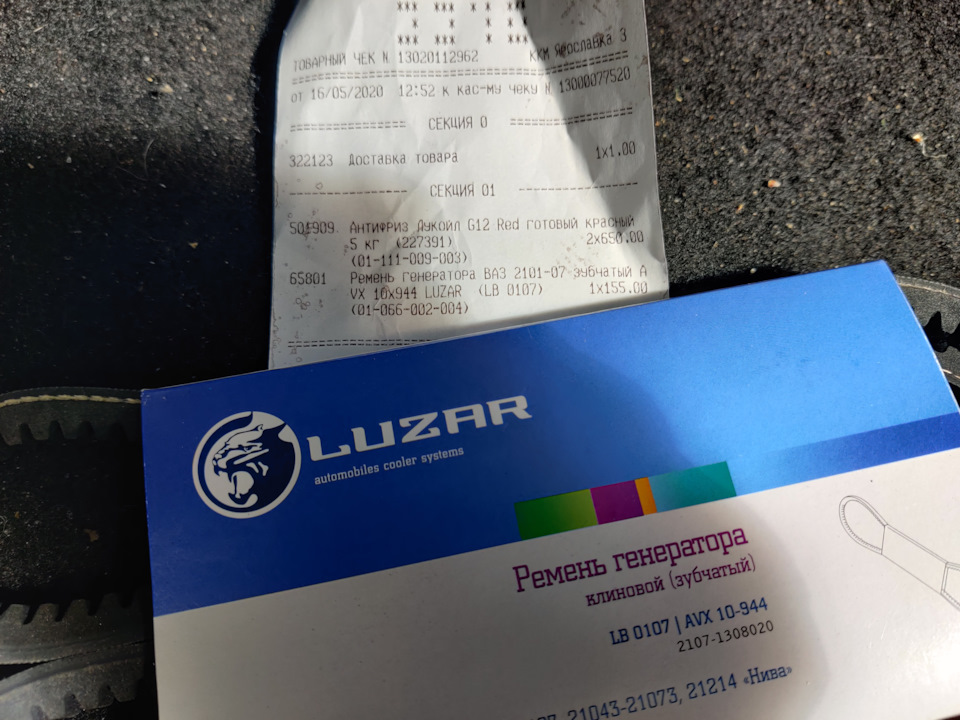 *** *** * * **
* * * *
*** *** * ***
ТОВАРНЫЙ ЧЕК N 13020112962 ККМ Ярославка 3
от 16/05/2020 12:52 к кас-му чеку N 13000077520
СЕКЦИЯ 0
322123 Доставка товара 1x1.00
СЕКЦИЯ 01
501909 Антифриз Лукойл G12 Red готовый красный
5 кг (227391) 2x650.00
(01-111-009-003)
65801 Ремень генератора ВАЗ 2101-07 зубчатый А
VX 10x944 LUZAR (LB 0107) 1x155.00
(01-066-002-004)
LUZAR
automobiles cooler systems
Ремень генератора
клиновой (зубчатый)
LB 0107 | AVX 10-944
2107-1308020
21043-21073, 21214 «Нива»